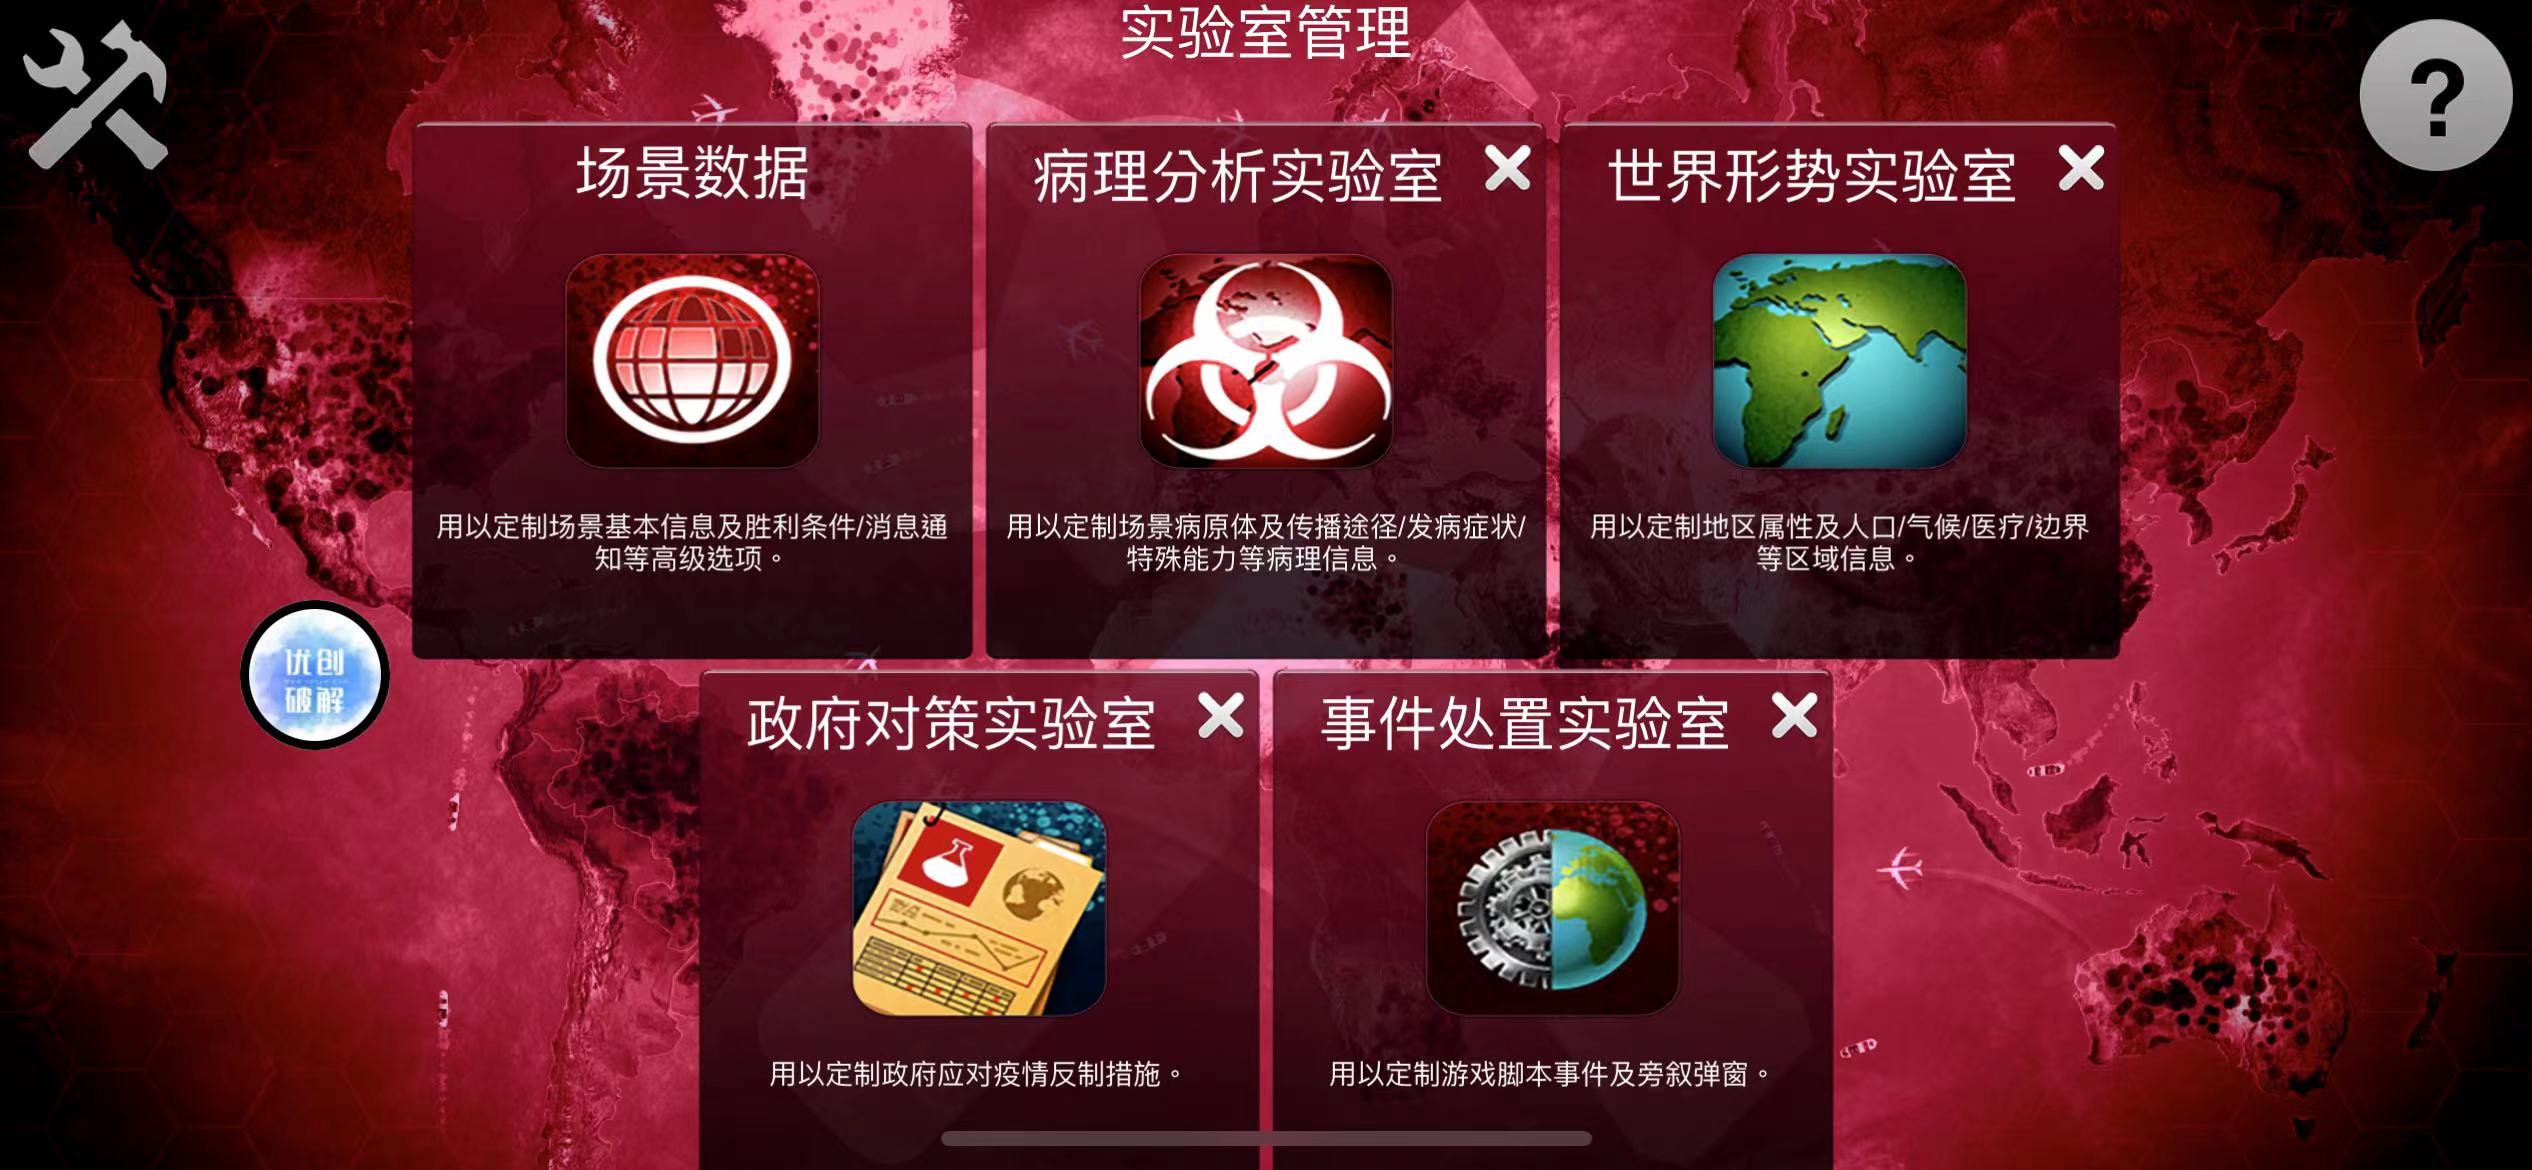 实验室管理
?
场景数据
用以定制场景基本信息及胜利条件/消息通
知等高级选项。
病理分析实验室
用以定制场景病原体及传播途径/发病症状/
特殊能力等病理信息。
世界形势实验室
用以定制地区属性及人口/气候/医疗/边界
等区域信息。
优创
破解
政府对策实验室
用以定制政府应对疫情反制措施。
事件处置实验室
用以定制游戏脚本事件及旁叙弹窗。